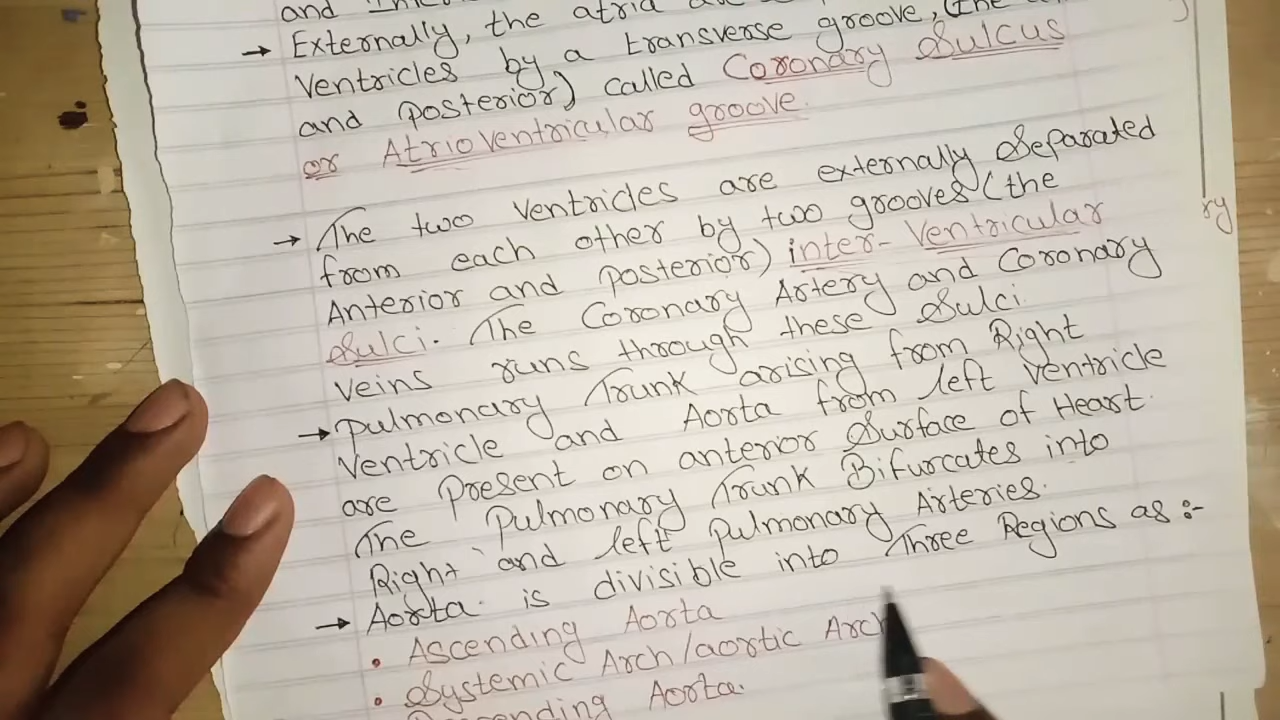 and
→ Externally, the atria are
Ventricles by a transverse groove, (the
and posterior) called Coronary Sulcus
or Atrioventricular groove.
→ The two ventricles are externally separated
from each other by two grooves (the
Anterior and posterior) inter-ventricular
Sulci. The Coronary Artery and Coronary
veins runs through these Sulci
→ Pulmonary Trunk arising from Right
Ventricle and Aorta from left ventricle
are present on anterior Surface of Heart.
The Pulmonary Trunk Bifurcates into
Right and left pulmonary Arteries.
→ Aorta is divisible into Three Regions as :-
• Ascending Aorta
• Systemic Arch/aortic Arch
Descending Aorta.
ry